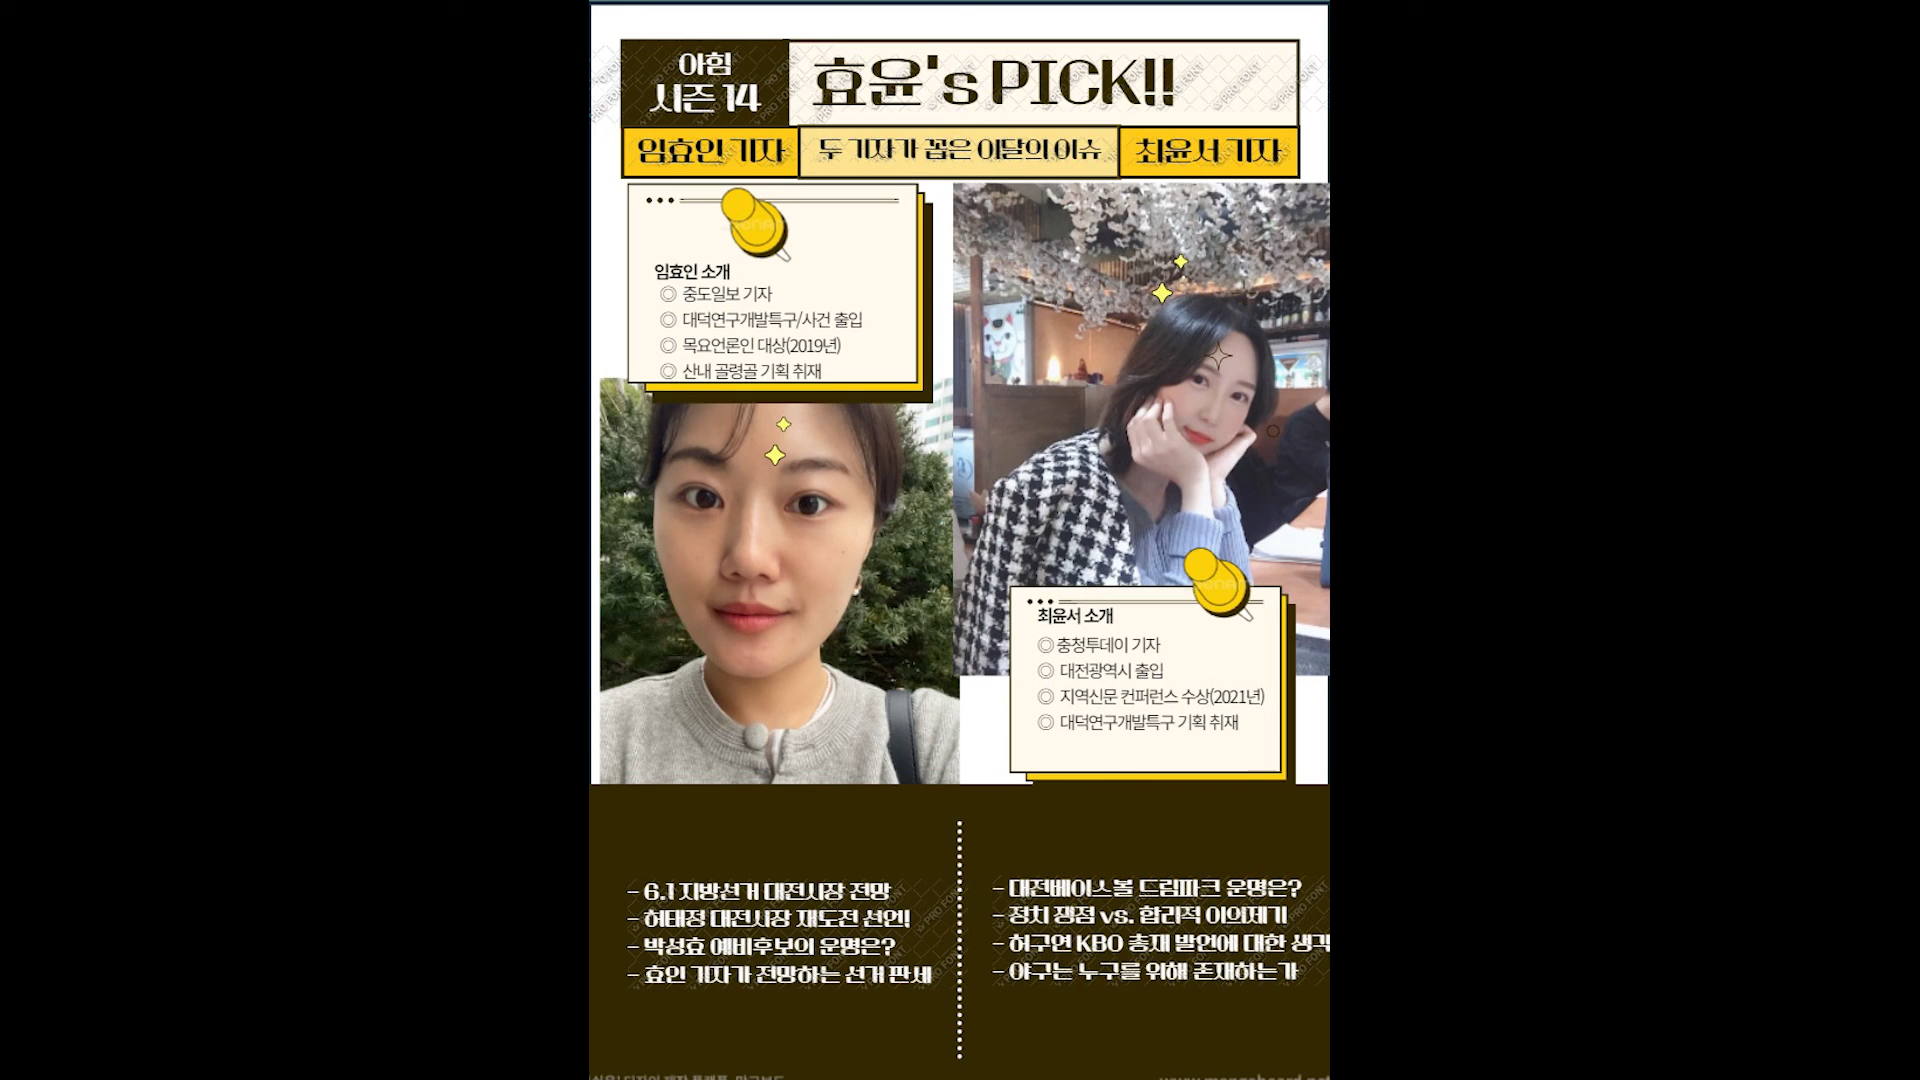 아힘
시즌 14
효윤's PICK!!
임효인 기자
두 기자가 꼽은 이달의 이슈
최윤서 기자
임효인 소개
◎ 중도일보 기자
◎ 대덕연구개발특구/사건 출입
◎ 목요언론인 대상(2019년)
◎ 산내 골령골 기획 취재
최윤서 소개
◎ 충청투데이 기자
◎ 대전광역시 출입
◎ 지역신문 컨퍼런스 수상(2021년)
◎ 대덕연구개발특구 기획 취재
- 6.1 지방선거 대전시장 전망
- 허태정 대전시장 재도전 선언!
- 박성효 예비후보의 운명은?
- 효인 기자가 전망하는 선거 판세
- 대전베이스볼 드림파크 운명은?
- 정치 쟁점 vs. 합리적 이의제기
- 허구연 KBO 총재 발언에 대한 생각
- 야구는 누구를 위해 존재하는가